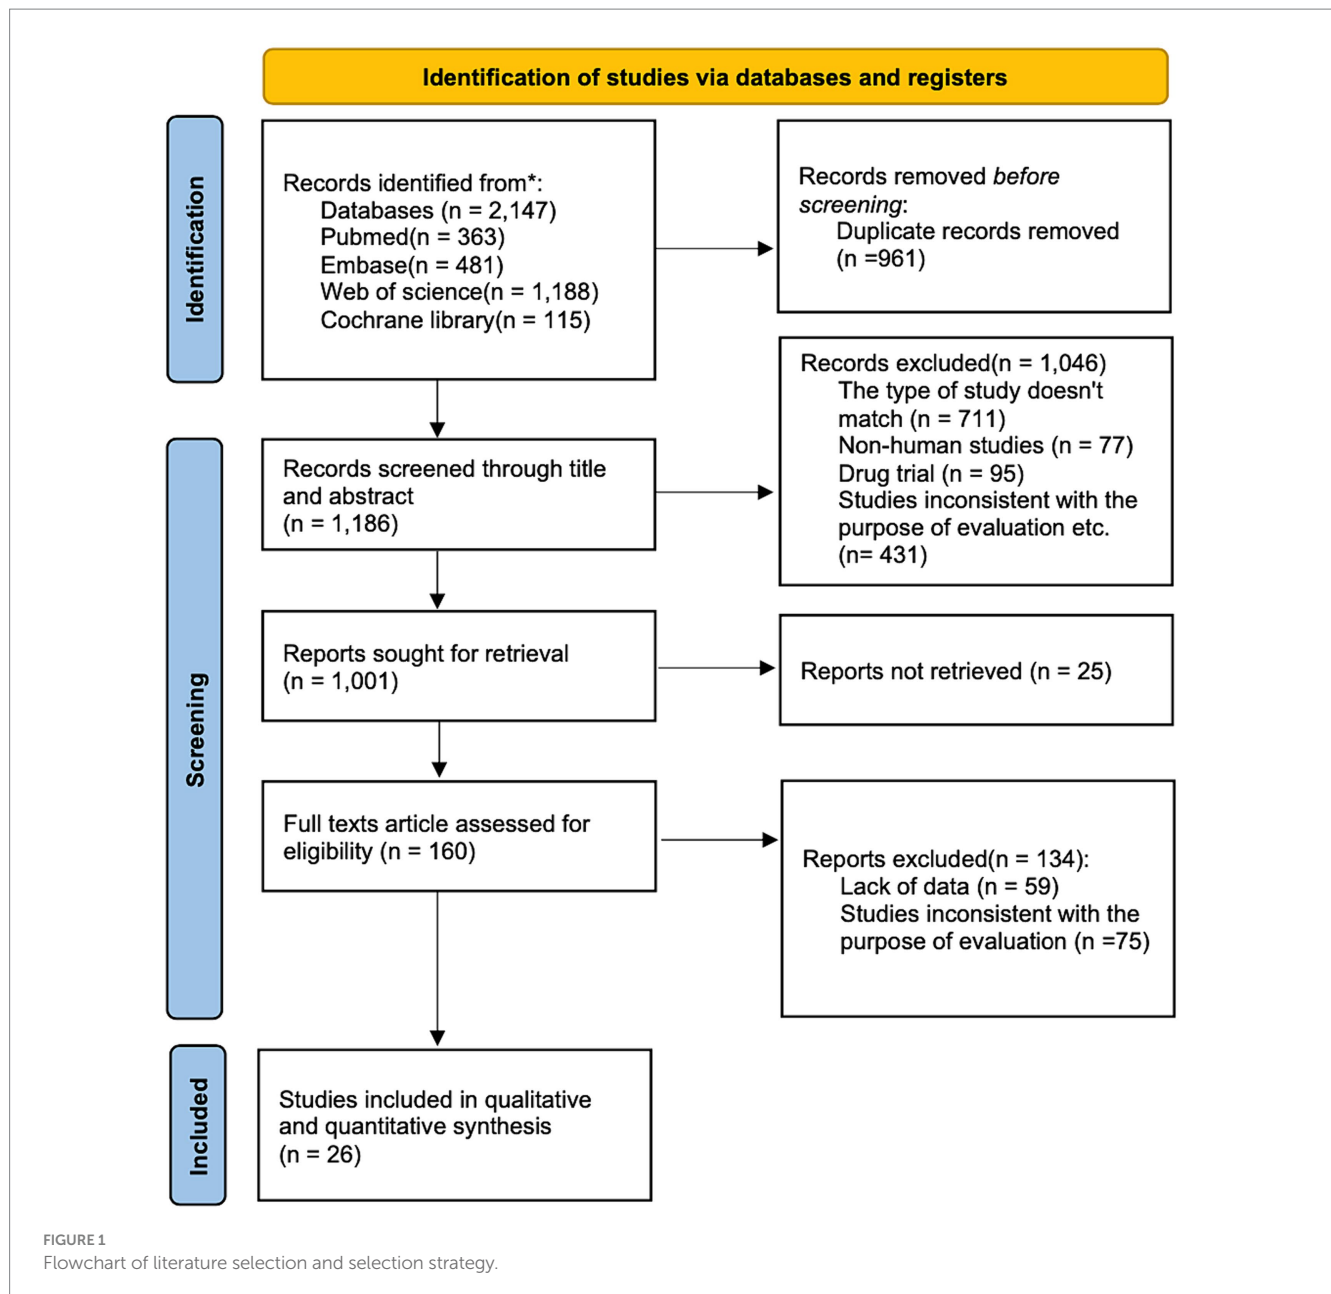 Identification of studies via databases and registers
Identification
Records identified from*:
Databases (n = 2,147)
Pubmed(n = 363)
Embase(n = 481)
Web of science(n = 1,188)
Cochrane library(n = 115)
Records removed before
screening:
Duplicate records removed
(n =961)
Screening
Records screened through title
and abstract
(n = 1,186)
Records excluded(n = 1,046)
The type of study doesn't
match (n = 711)
Non-human studies (n = 77)
Drug trial (n = 95)
Studies inconsistent with the
purpose of evaluation etc.
(n= 431)
Reports sought for retrieval
(n = 1,001)
Reports not retrieved (n = 25)
Full texts article assessed for
eligibility (n = 160)
Reports excluded(n = 134):
Lack of data (n = 59)
Studies inconsistent with the
purpose of evaluation (n =75)
Included
Studies included in qualitative
and quantitative synthesis
(n = 26)
FIGURE 1
Flowchart of literature selection and selection strategy.